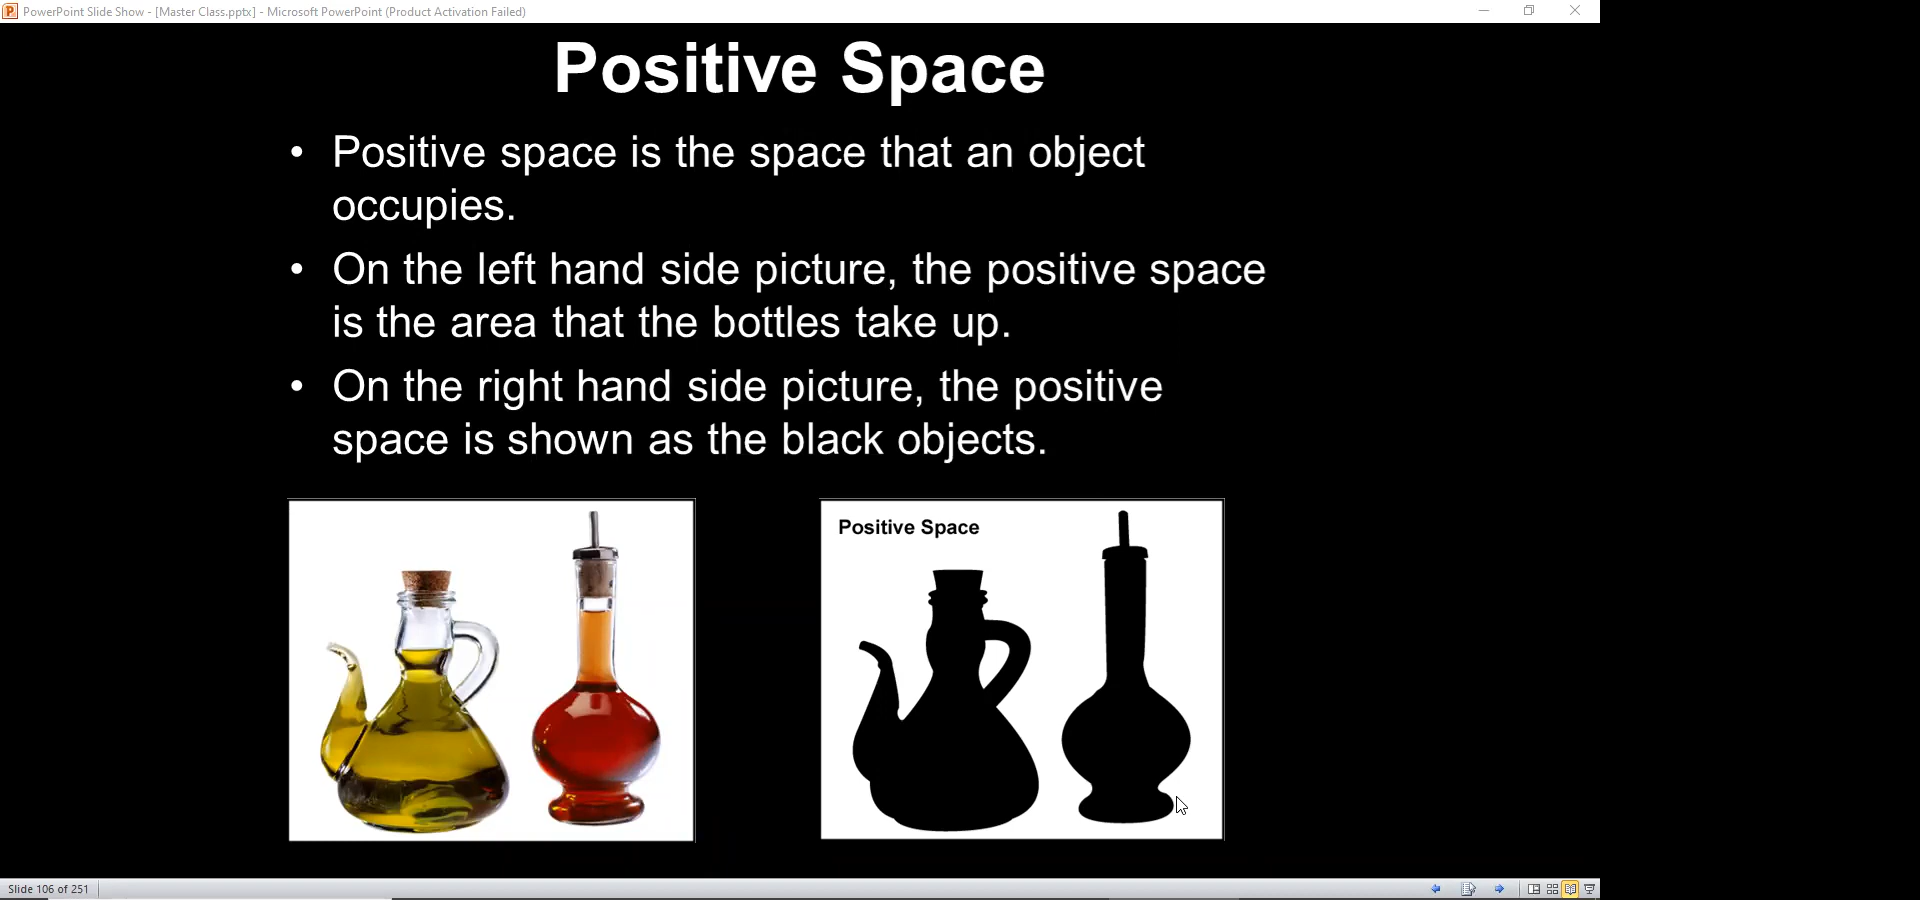 PowerPoint Slide Show - [Master Class.pptx] - Microsoft PowerPoint (Product Activation Failed)
Positive Space
• Positive space is the space that an object
occupies.
• On the left hand side picture, the positive space
is the area that the bottles take up.
• On the right hand side picture, the positive
space is shown as the black objects.
Positive Space
Slide 106 of 251